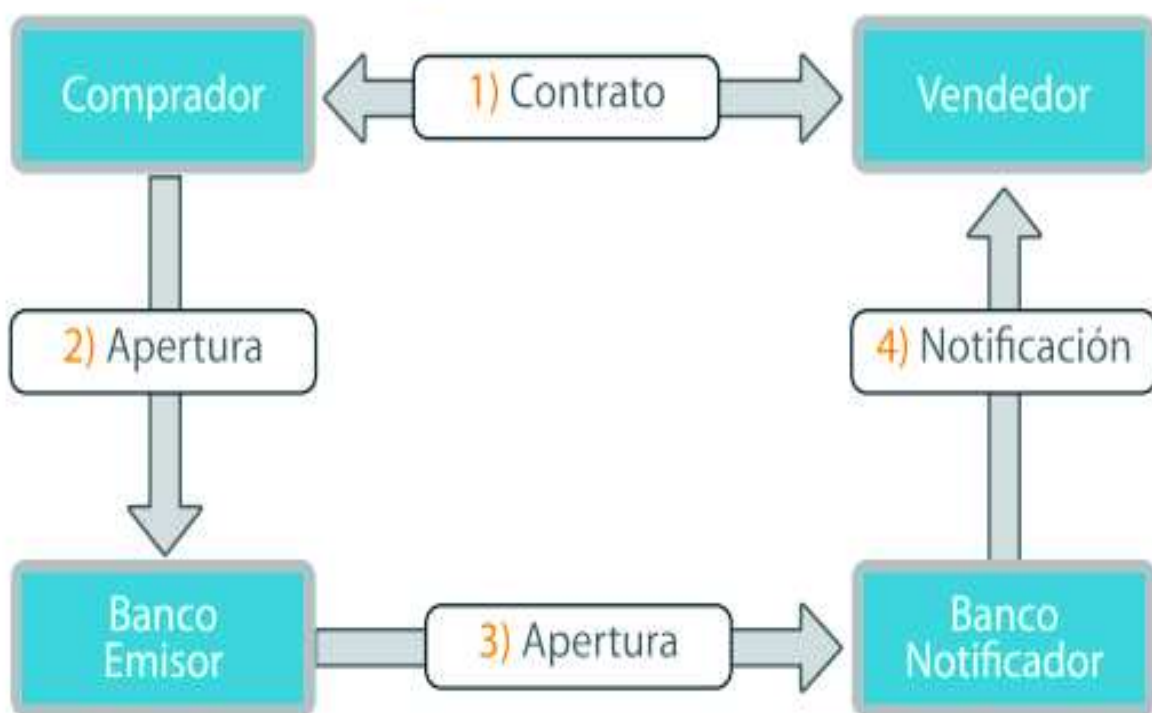 Comprador
1) Contrato
Vendedor
2) Apertura
4) Notificación
Banco
Emisor
3) Apertura
Banco
Notificador